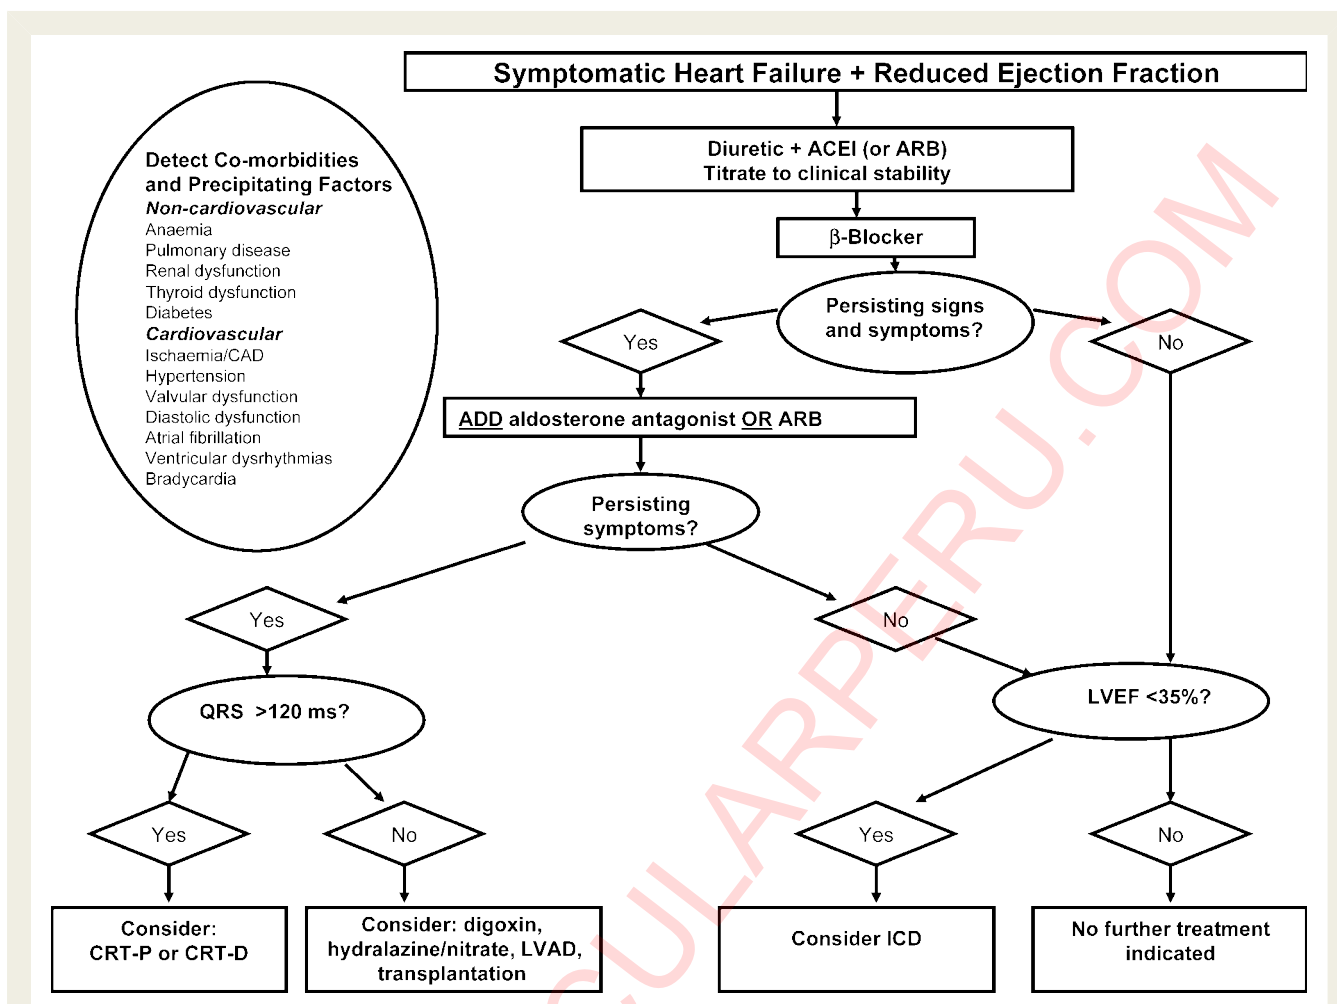 Symptomatic Heart Failure + Reduced Ejection Fraction
Detect Co-morbidities
and Precipitating Factors
Non-cardiovascular
Anaemia
Pulmonary disease
Renal dysfunction
Thyroid dysfunction
Diabetes
Cardiovascular
Ischaemia/CAD
Hypertension
Valvular dysfunction
Diastolic dysfunction
Atrial fibrillation
Ventricular dysrhythmias
Bradycardia
Diuretic + ACEI (or ARB)
Titrate to clinical stability
β-Blocker
Persisting signs
and symptoms?
Yes
No
ADD aldosterone antagonist OR ARB
Persisting
symptoms?
Yes
No
QRS >120 ms?
LVEF <35%?
Yes
No
Yes
No
Consider:
CRT-P or CRT-D
Consider: digoxin,
hydralazine/nitrate, LVAD,
transplantation
Consider ICD
No further treatment
indicated
CULARPERU.COM